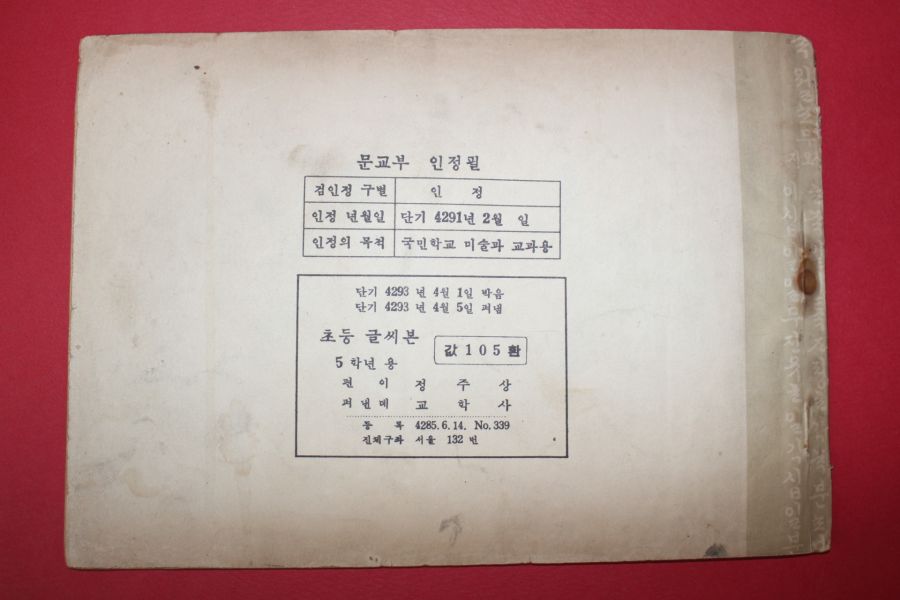 문교부 인정필
검인정 구별 인 정
인정 년월일 단기 4291년 2월 일
인정의 목적 국민학교 미술과 교과용
단기 4293 년 4월 1일 박음
단기 4293 년 4월 5일 펴냄
초등 글씨본
값 105 환
5 학년 용
편 이 정 주 상
펴 낸 데 교 학 사
등 록 4285. 6. 14. No. 339
진체구좌 서울 132 번